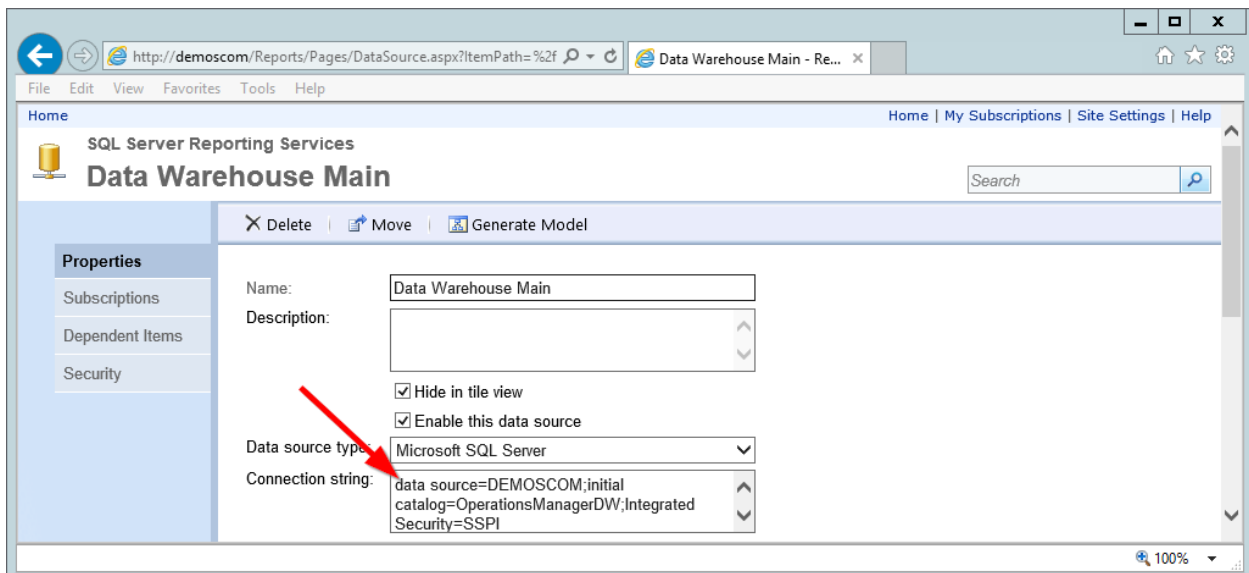 http://demoscom/Reports/Pages/DataSource.aspx?ItemPath=%2f
Data Warehouse Main - Re...
File Edit View Favorites Tools Help
Home
Home | My Subscriptions | Site Settings | Help
SQL Server Reporting Services
Data Warehouse Main
Search
Delete | Move | Generate Model
Properties
Subscriptions
Dependent Items
Security
Name: Data Warehouse Main
Description:
Hide in tile view
Enable this data source
Data source type: Microsoft SQL Server
Connection string: data source=DEMOSCOM;initial
catalog=OperationsManagerDW;Integrated
Security=SSPI
100%